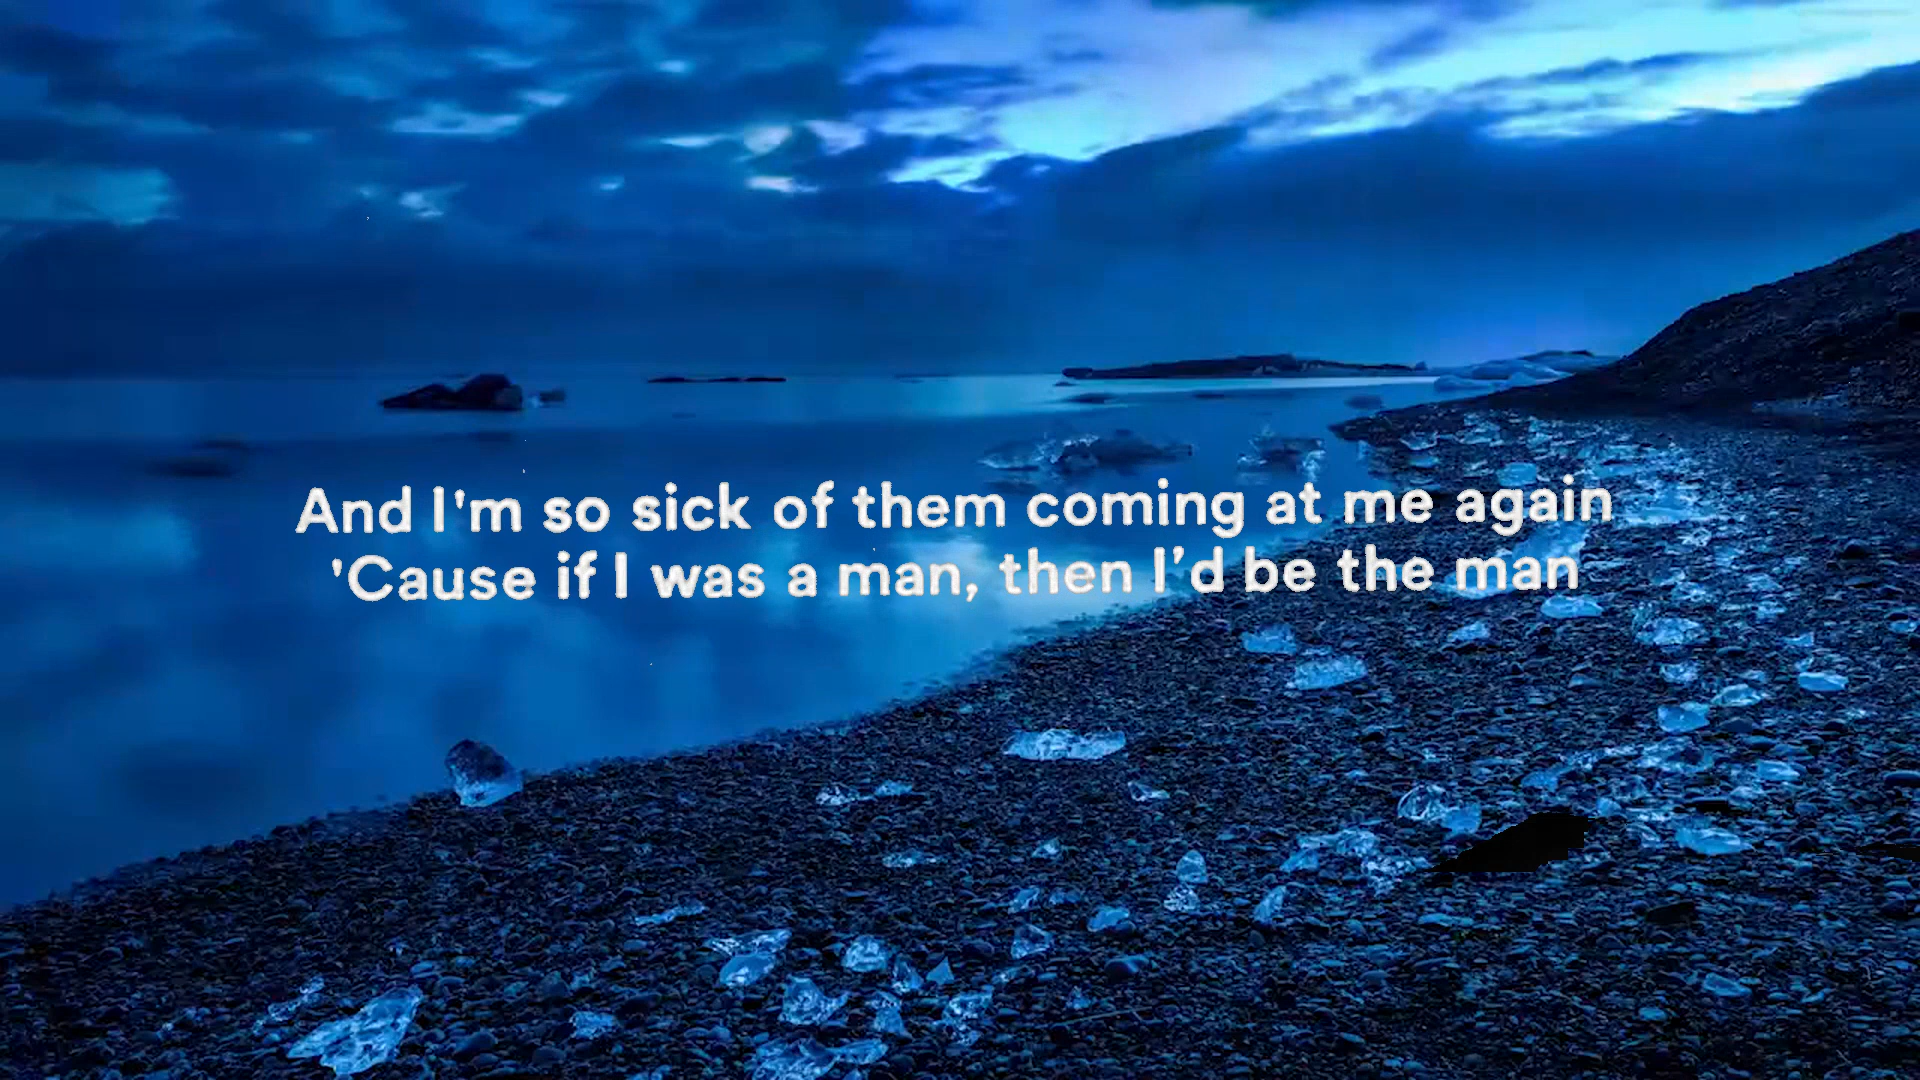 And I'm so sick of them coming at me again
'Cause if I was a man, then I’d be the man